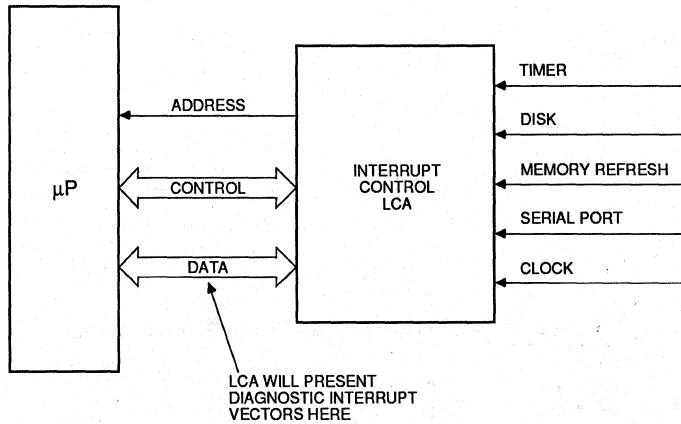 µP
ADDRESS
CONTROL
DATA
INTERRUPT
CONTROL
LCA
TIMER
DISK
MEMORY REFRESH
SERIAL PORT
CLOCK
LCA WILL PRESENT
DIAGNOSTIC INTERRUPT
VECTORS HERE